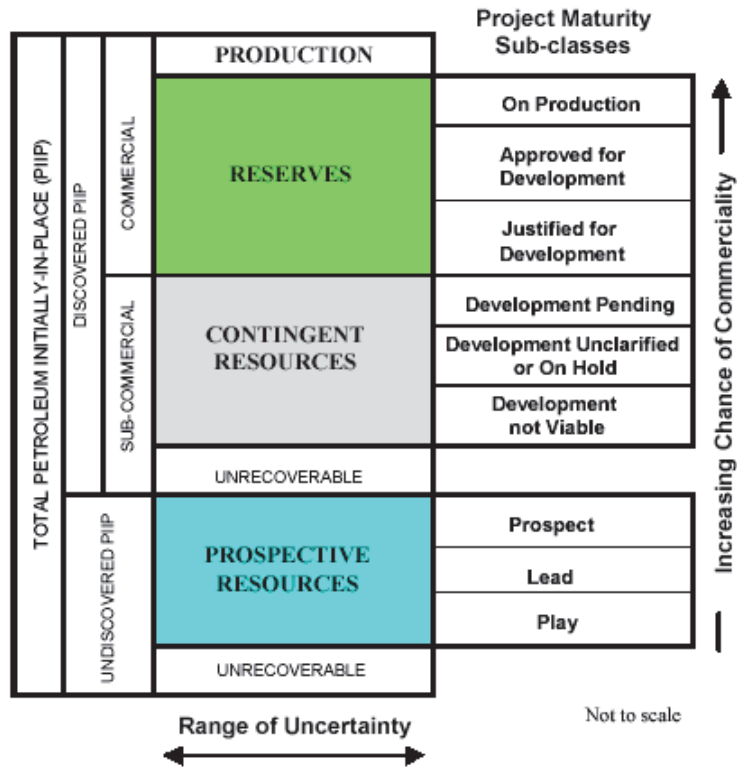 Project Maturity
Sub-classes
PRODUCTION
TOTAL PETROLEUM INITIALLY-IN-PLACE (PIIP)
DISCOVERED PIIP
COMMERCIAL
RESERVES
On Production
Approved for
Development
Justified for
Development
SUB-COMMERCIAL
CONTINGENT
RESOURCES
Development Pending
Development Unclarified
or On Hold
Development
not Viable
UNRECOVERABLE
UNDISCOVERED PIIP
PROSPECTIVE
RESOURCES
Prospect
Lead
Play
UNRECOVERABLE
Increasing Chance of Commerciality
Range of Uncertainty
Not to scale